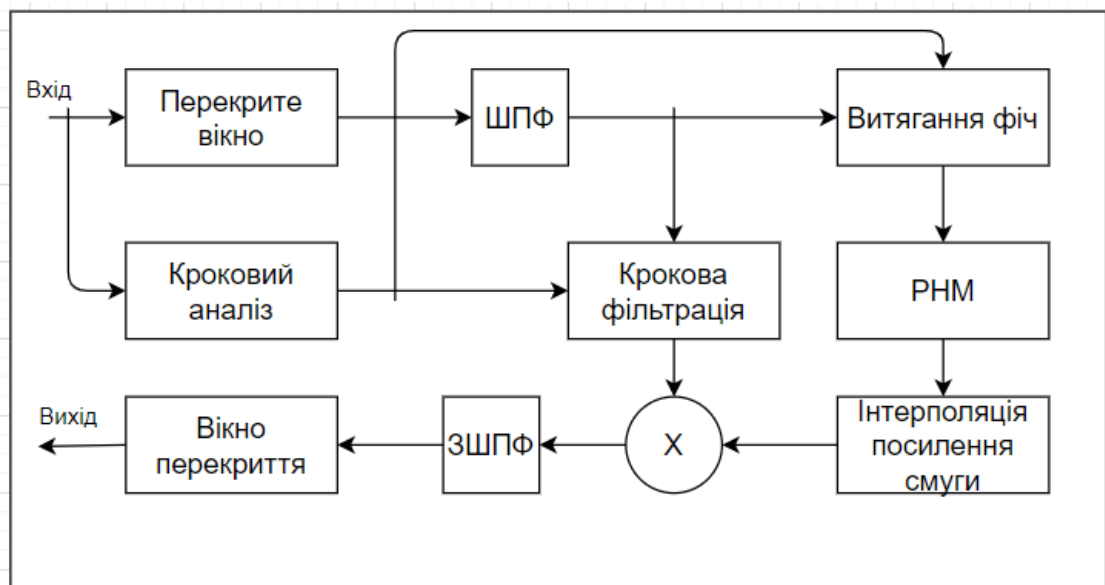 Вхід
Перекрите
вікно
ШПФ
Витягання фіч
Кроковий
аналіз
Крокова
фільтрація
РНМ
Вихід
Вікно
перекриття
ЗШПФ
X
Інтерполяція
посилення
смуги